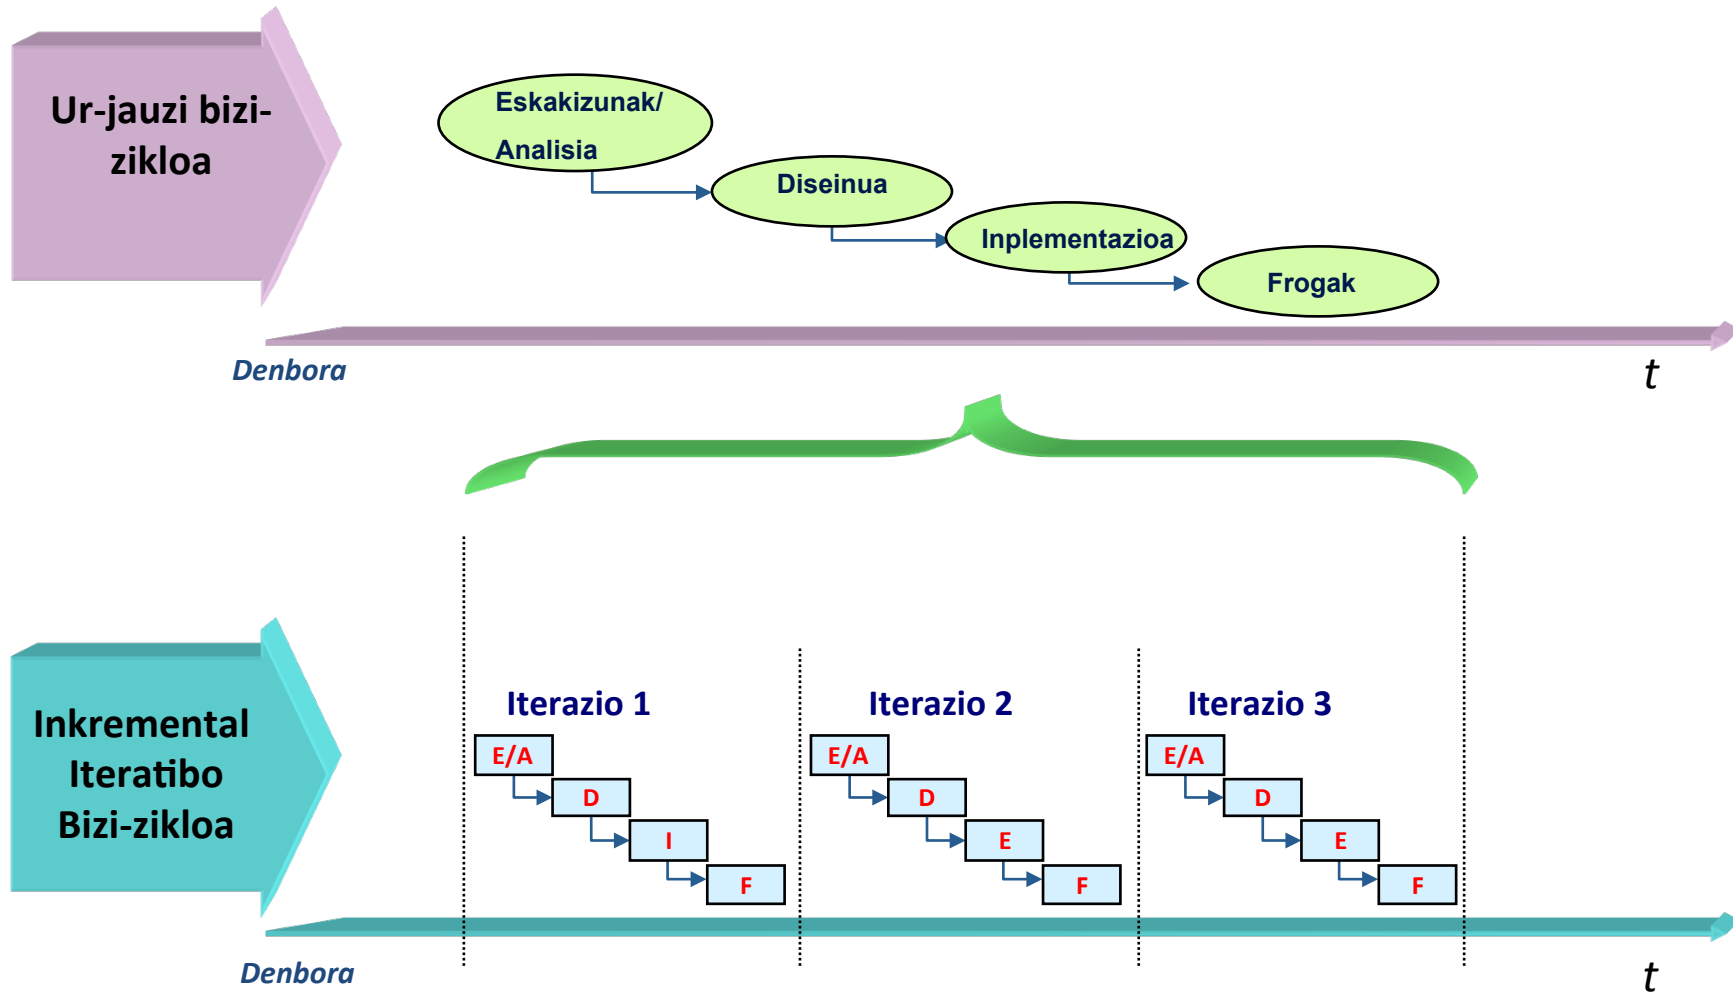 Ur-jauzi bizi-
zikloa
Eskakizunak/
Analisia
Diseinua
Inplementazioa
Frogak
Denbora
t
Inkremental
Iteratibo
Bizi-zikloa
Iterazio 1
Iterazio 2
Iterazio 3
E/A
D
I
F
E/A
D
E
F
E/A
D
E
F
Denbora
t